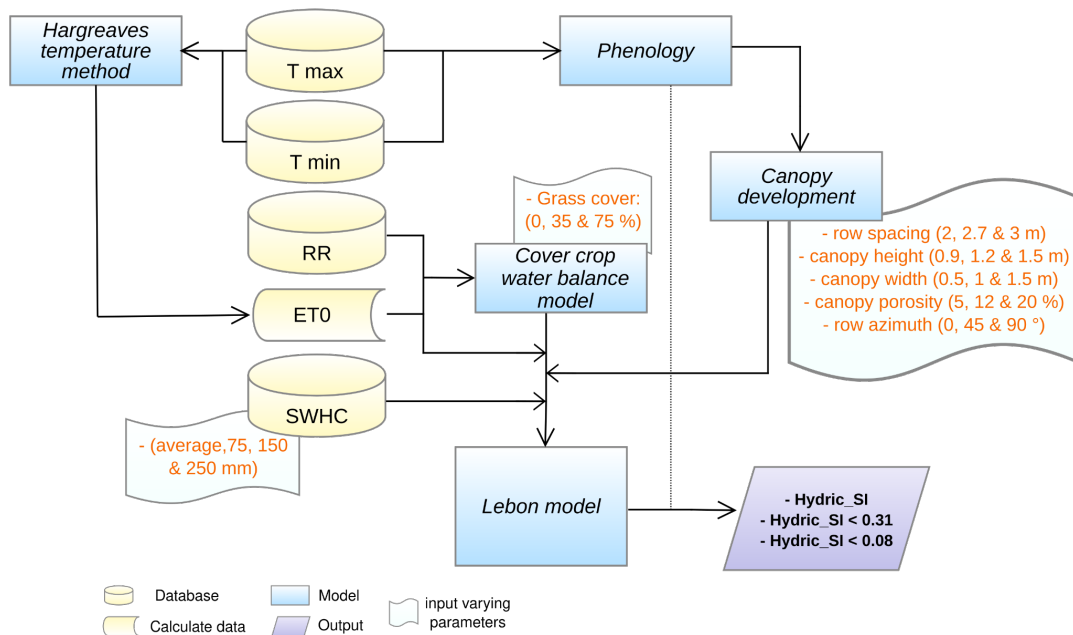 Hargreaves
temperature
method
T max
Phenology
T min
Canopy
development
- Grass cover:
(0, 35 & 75 %)
RR
Cover crop
water balance
model
- row spacing (2, 2.7 & 3 m)
- canopy height (0.9, 1.2 & 1.5 m)
- canopy width (0.5, 1 & 1.5 m)
- canopy porosity (5, 12 & 20 %)
- row azimuth (0, 45 & 90 °)
ET0
SWHC
- (average,75, 150
& 250 mm)
Lebon model
- Hydric_SI
- Hydric_SI < 0.31
- Hydric_SI < 0.08
Database
Model
input varying
parameters
Calculate data
Output